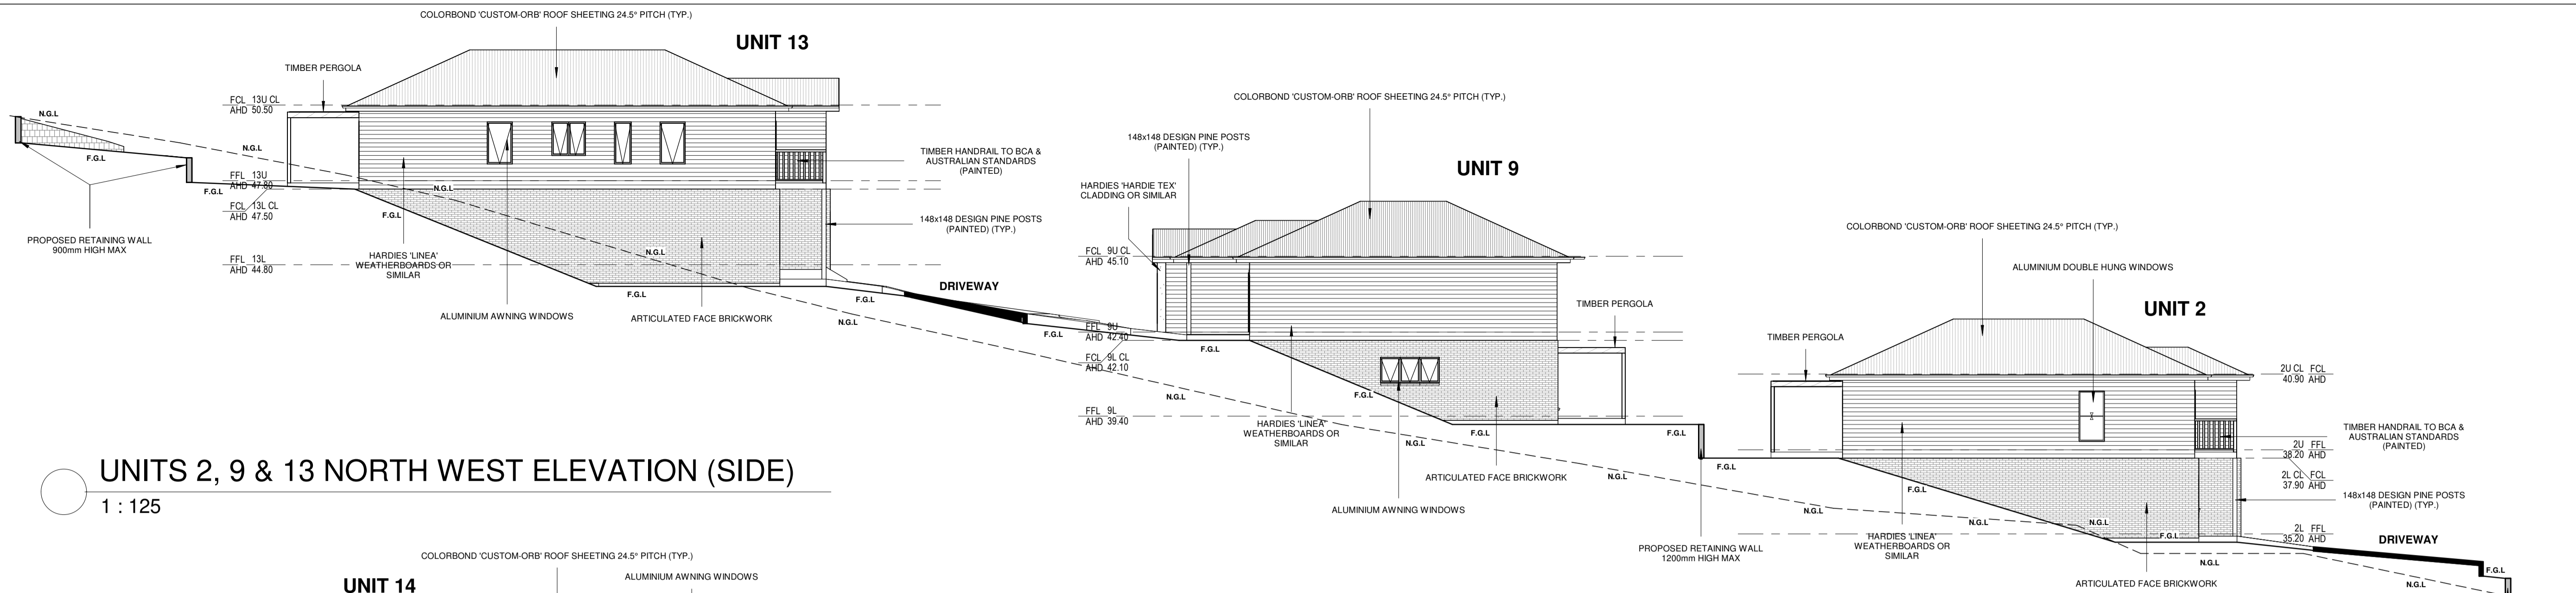 COLORBOND 'CUSTOM-ORB' ROOF SHEETING 24.5° PITCH (TYP.)
UNIT 13
TIMBER PERGOLA
FCL 13U CL
AHD 50.50
N.G.L
F.G.L
N.G.L
F.G.L
FFL 13U
AHD 47.80
FCL 13L CL
AHD 47.50
FFL 13L
AHD 44.80
PROPOSED RETAINING WALL
900mm HIGH MAX
N.G.L
F.G.L
HARDIES 'LINEA'
WEATHERBOARDS OR
SIMILAR
N.G.L
F.G.L
ALUMINIUM AWNING WINDOWS
ARTICULATED FACE BRICKWORK
TIMBER HANDRAIL TO BCA &
AUSTRALIAN STANDARDS
(PAINTED)
148x148 DESIGN PINE POSTS
(PAINTED) (TYP.)
DRIVEWAY
F.G.L
N.G.L
F.G.L
COLORBOND 'CUSTOM-ORB' ROOF SHEETING 24.5° PITCH (TYP.)
148x148 DESIGN PINE POSTS
(PAINTED) (TYP.)
UNIT 9
HARDIES 'HARDIE TEX'
CLADDING OR SIMILAR
FCL 9U CL
AHD 45.10
FFL 9U
AHD 42.40
FCL 9L CL
AHD 42.10
FFL 9L
AHD 39.40
F.G.L
N.G.L
F.G.L
TIMBER PERGOLA
HARDIES 'LINEA'
WEATHERBOARDS OR
SIMILAR
N.G.L
F.G.L
F.G.L
ARTICULATED FACE BRICKWORK
N.G.L
ALUMINIUM AWNING WINDOWS
PROPOSED RETAINING WALL
1200mm HIGH MAX
COLORBOND 'CUSTOM-ORB' ROOF SHEETING 24.5° PITCH (TYP.)
ALUMINIUM DOUBLE HUNG WINDOWS
UNIT 2
TIMBER PERGOLA
2U CL FCL
40.90 AHD
TIMBER HANDRAIL TO BCA &
AUSTRALIAN STANDARDS
(PAINTED)
2U FFL
38.20 AHD
2L CL FCL
37.90 AHD
148x148 DESIGN PINE POSTS
(PAINTED) (TYP.)
2L FFL
35.20 AHD
F.G.L
F.G.L
N.G.L
N.G.L
N.G.L
F.G.L
HARDIES 'LINEA'
WEATHERBOARDS OR
SIMILAR
DRIVEWAY
N.G.L
F.G.L
N.G.L
ARTICULATED FACE BRICKWORK
UNITS 2, 9 & 13 NORTH WEST ELEVATION (SIDE)
1 : 125
COLORBOND 'CUSTOM-ORB' ROOF SHEETING 24.5° PITCH (TYP.)
UNIT 14
ALUMINIUM AWNING WINDOWS